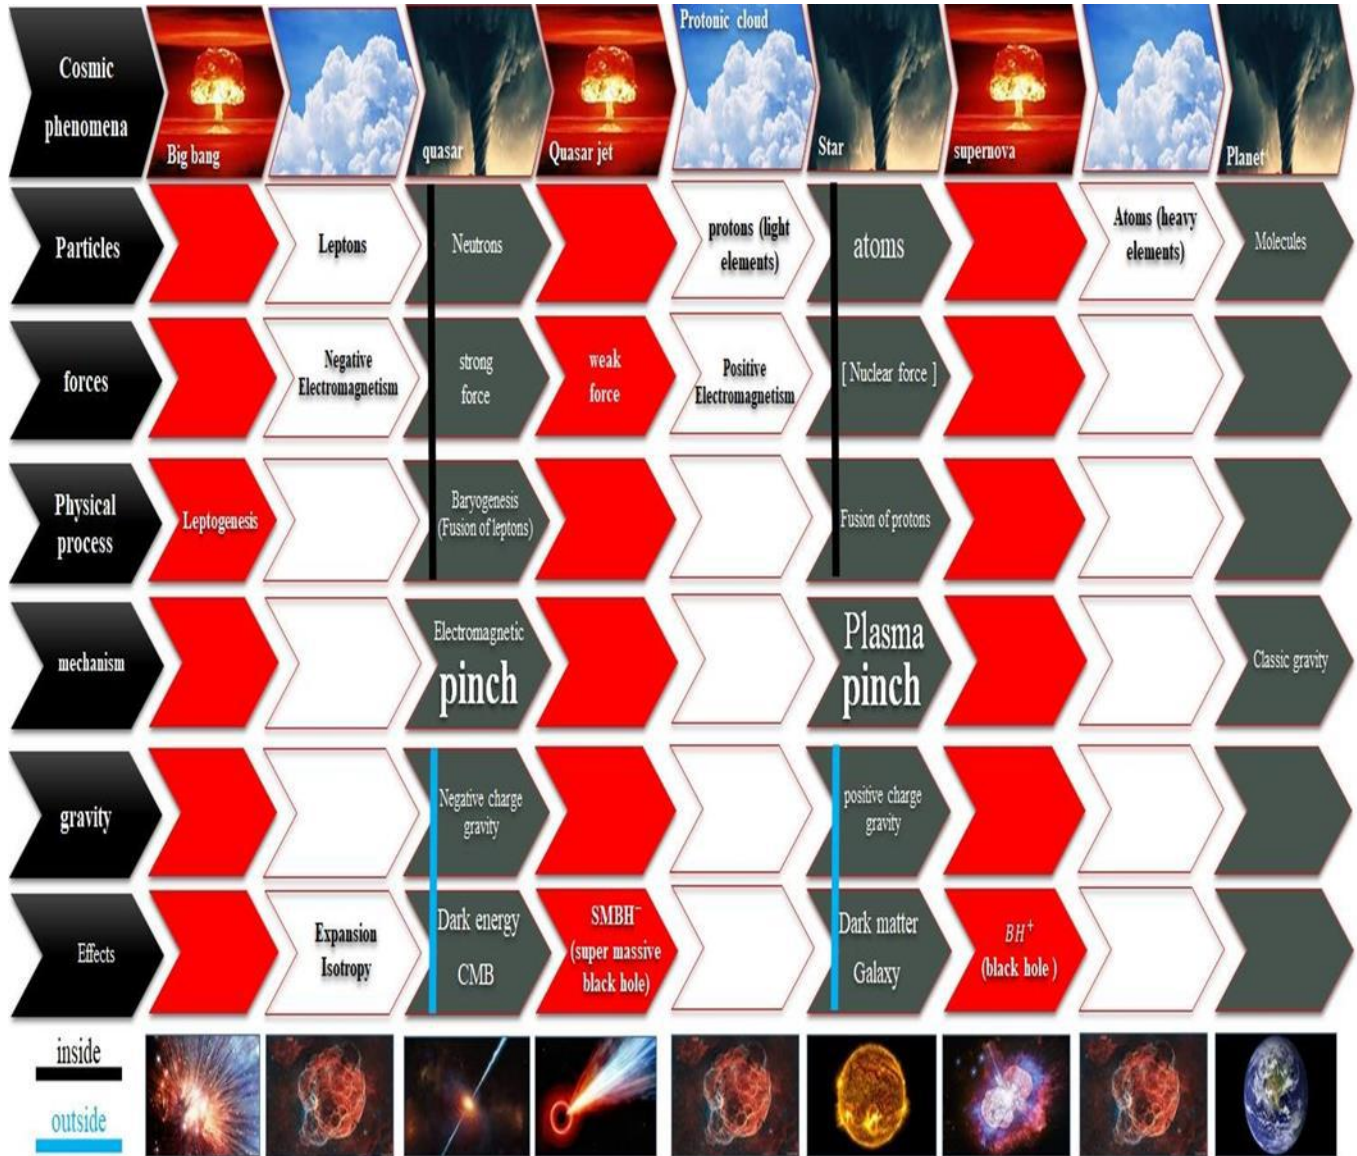 Cosmic
phenomena
Big bang
quasar
Quasar jet
Protonic cloud
Star
supernova
Planet
Particles
Leptons
Neutrons
protons (light
elements)
atoms
Atoms (heavy
elements)
Molecules
forces
Negative
Electromagnetism
strong
force
weak
force
Positive
Electromagnetism
[ Nuclear force ]
Physical
process
Leptogenesis
Baryogenesis
(Fusion of leptons)
Fusion of protons
mechanism
Electromagnetic
pinch
Plasma
pinch
Classic gravity
gravity
Negative charge
gravity
positive charge
gravity
Effects
Expansion
Isotropy
Dark energy
CMB
SMBH⁻
(super massive
black hole)
Dark matter
Galaxy
BH⁺
(black hole )
inside
outside